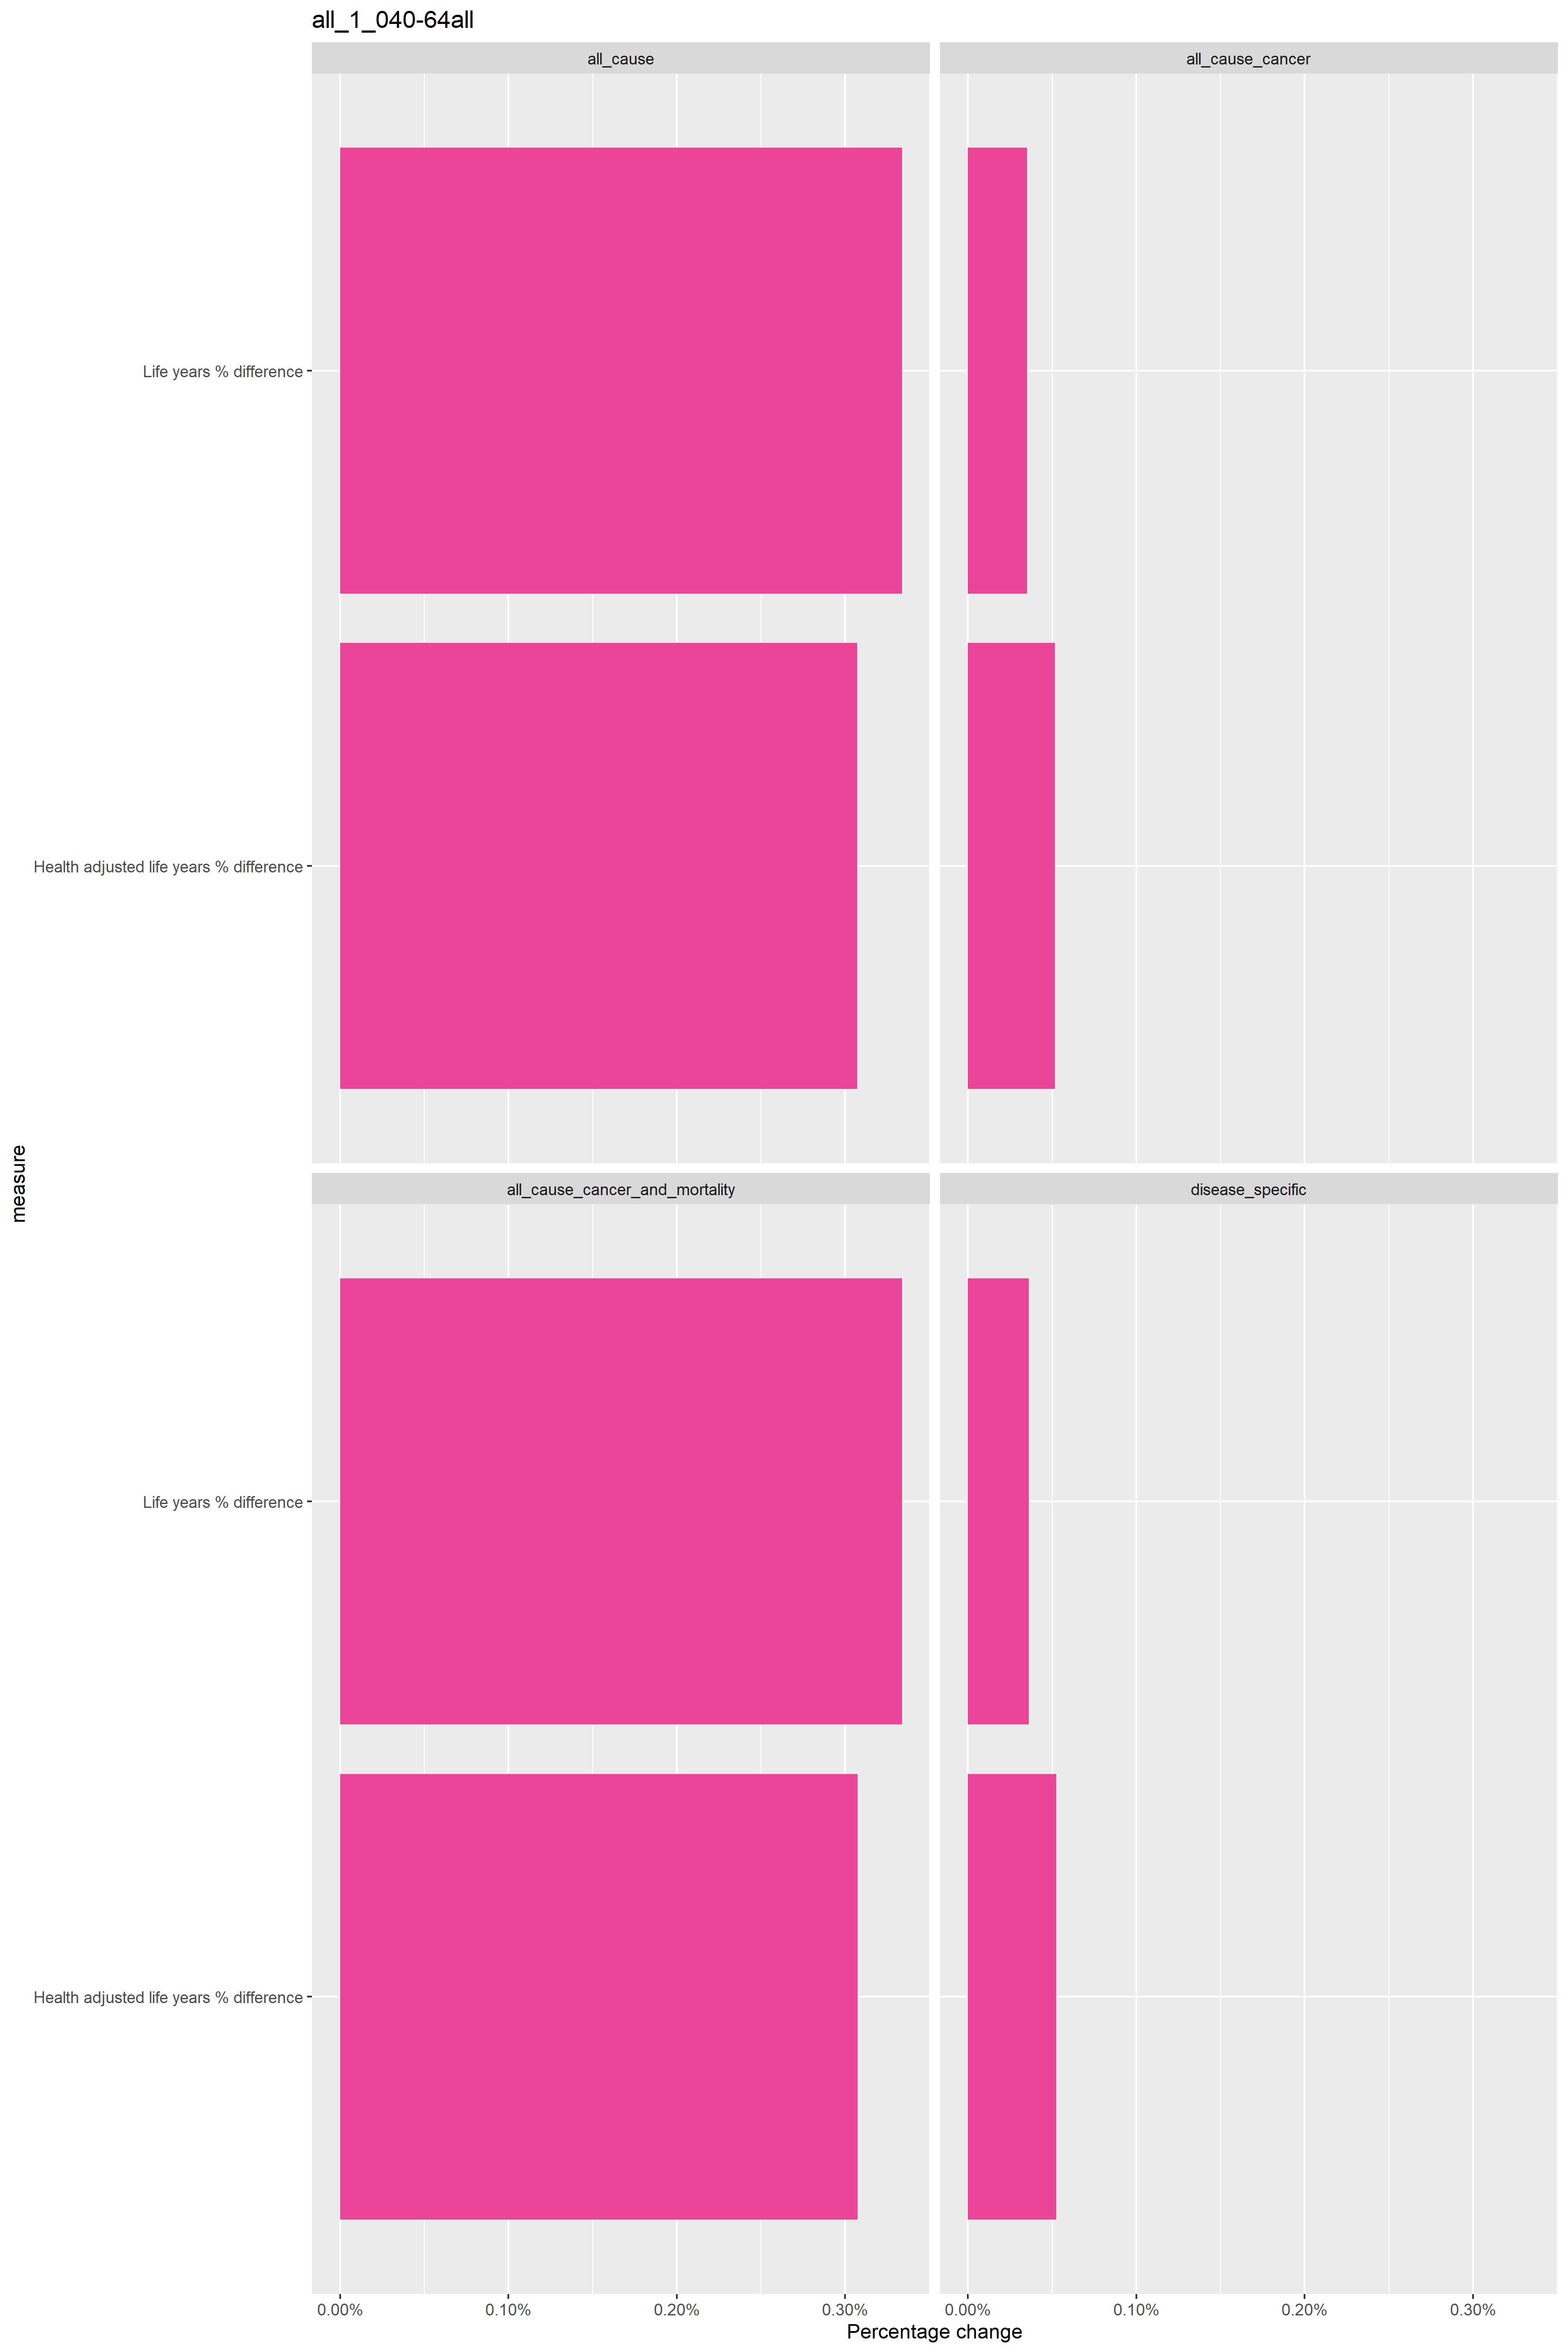 all_1_040-64all
all_cause
all_cause_cancer
Life years % difference
Health adjusted life years % difference
measure
all_cause_cancer_and_mortality
disease_specific
Life years % difference
Health adjusted life years % difference
0.00% 0.10% 0.20% 0.30% 0.00% 0.10% 0.20% 0.30%
Percentage change